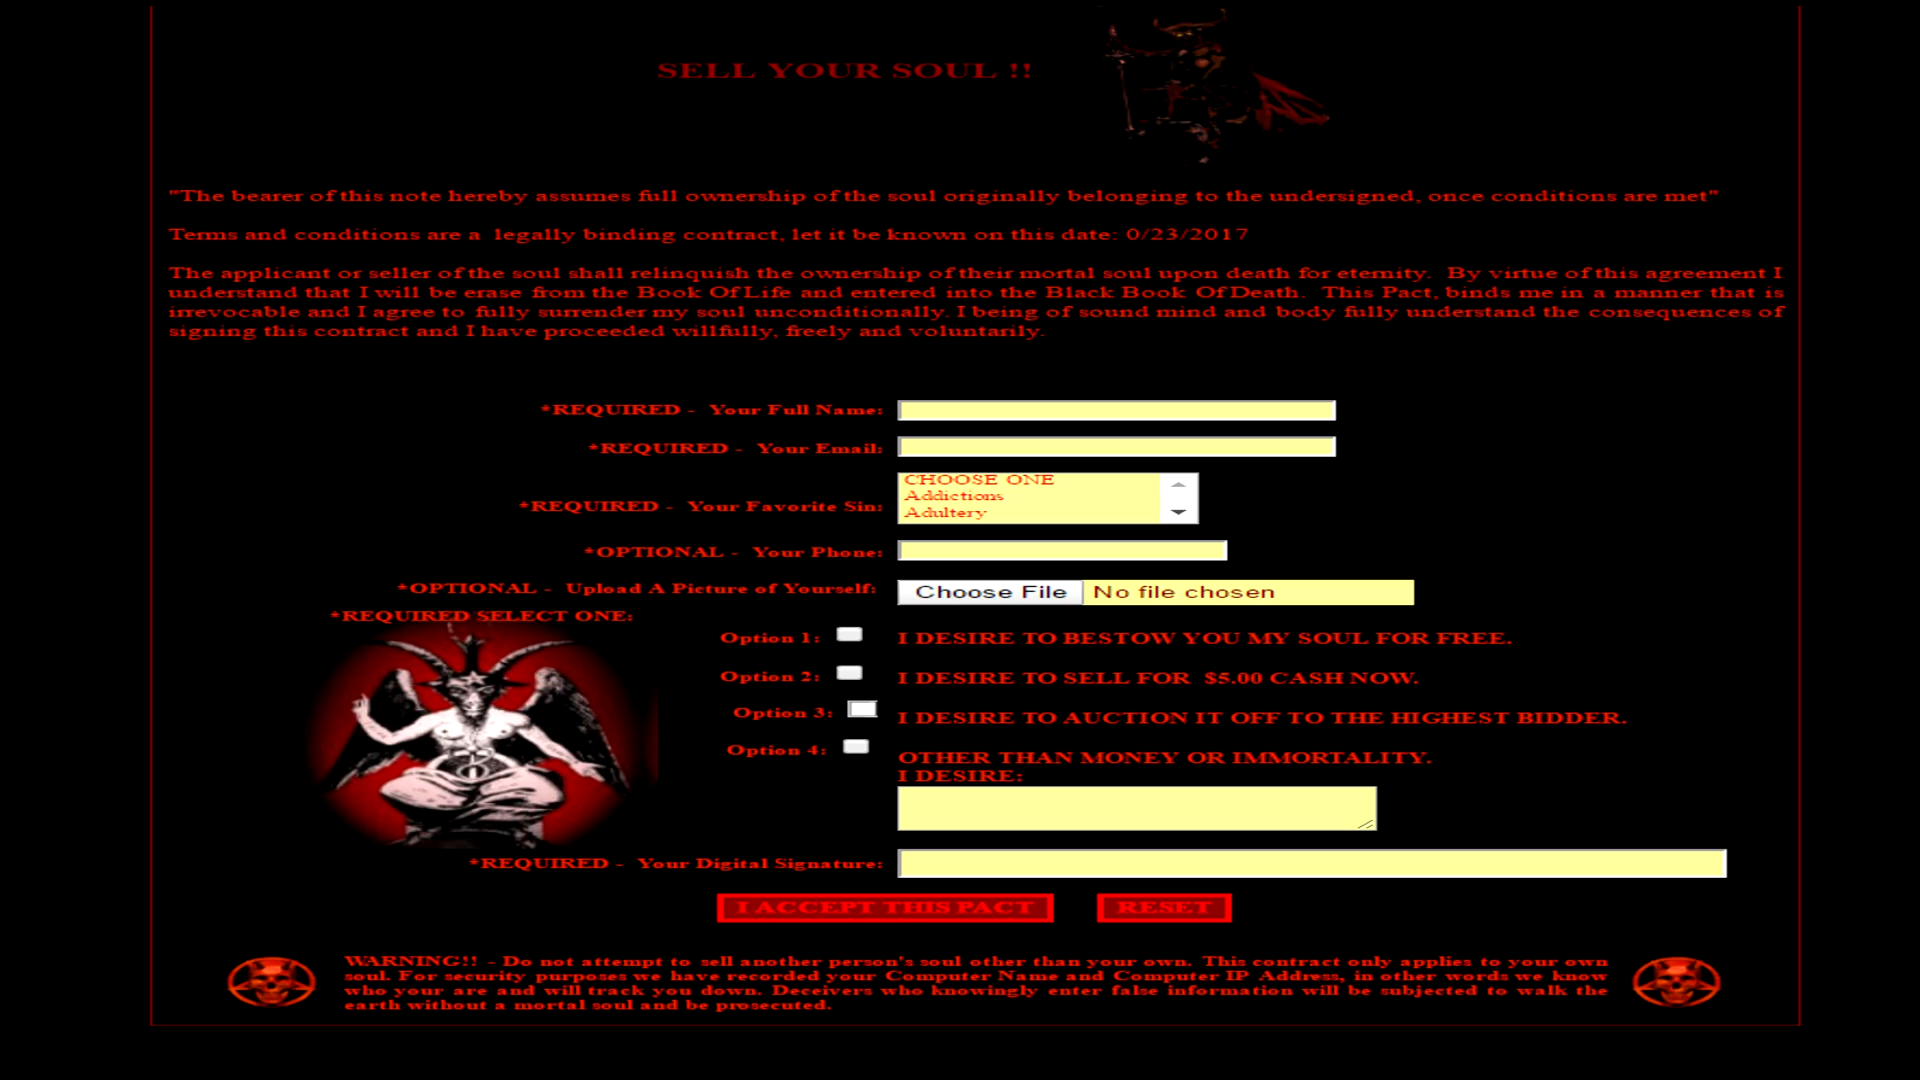 SELL YOUR SOUL !!
"The bearer of this note hereby assumes full ownership of the soul originally belonging to the undersigned, once conditions are met"
Terms and conditions are a legally binding contract, let it be known on this date: 0/23/2017
The applicant or seller of the soul shall relinquish the ownership of their mortal soul upon death for eternity. By virtue of this agreement I
understand that I will be erase from the Book Of Life and entered into the Black Book Of Death. This Pact, binds me in a manner that is
irrevocable and I agree to fully surrender my soul unconditionally. I being of sound mind and body fully understand the consequences of
signing this contract and I have proceeded willfully, freely and voluntarily.
*REQUIRED - Your Full Name:
*REQUIRED - Your Email:
CHOOSE ONE
Addictions
*REQUIRED - Your Favorite Sin:
Adultery
*OPTIONAL - Your Phone:
*OPTIONAL - Upload A Picture of Yourself: Choose File No file chosen
*REQUIRED SELECT ONE:
Option 1: I DESIRE TO BESTOW YOU MY SOUL FOR FREE.
Option 2: I DESIRE TO SELL FOR $5.00 CASH NOW.
Option 3: I DESIRE TO AUCTION IT OFF TO THE HIGHEST BIDDER.
Option 4: OTHER THAN MONEY OR IMMORTALITY.
I DESIRE:
*REQUIRED - Your Digital Signature:
I ACCEPT THIS PACT RESET
WARNING!! - Do not attempt to sell another person's soul other than your own. This contract only applies to your own
soul. For security purposes we have recorded your Computer Name and Computer IP Address, in other words we know
who your are and will track you down. Deceivers who knowingly enter false information will be subjected to walk the
earth without a mortal soul and be prosecuted.